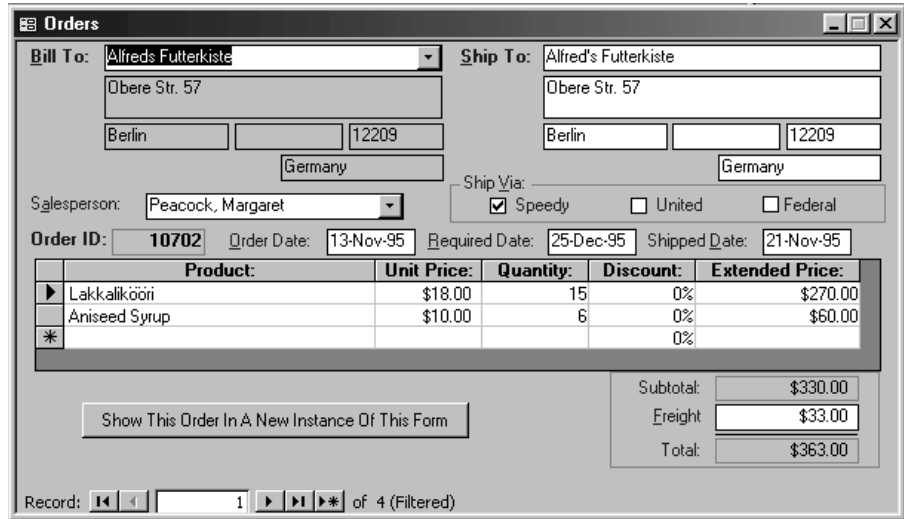 Orders
Bill To: Alfreds Futterkiste Ship To: Alfred's Futterkiste
Obere Str. 57 Obere Str. 57
Berlin 12209 Berlin 12209
Germany Germany
Ship Via:
Salesperson: Peacock, Margaret Speedy United Federal
Order ID: 10702 Order Date: 13-Nov-95 Required Date: 25-Dec-95 Shipped Date: 21-Nov-95
Product: Unit Price: Quantity: Discount: Extended Price:
Lakkalikööri $18.00 15 0% $270.00
Aniseed Syrup $10.00 6 0% $60.00
0%
Subtotal: $330.00
Show This Order In A New Instance Of This Form Freight $33.00
Total: $363.00
Record: 1 of 4 (Filtered)